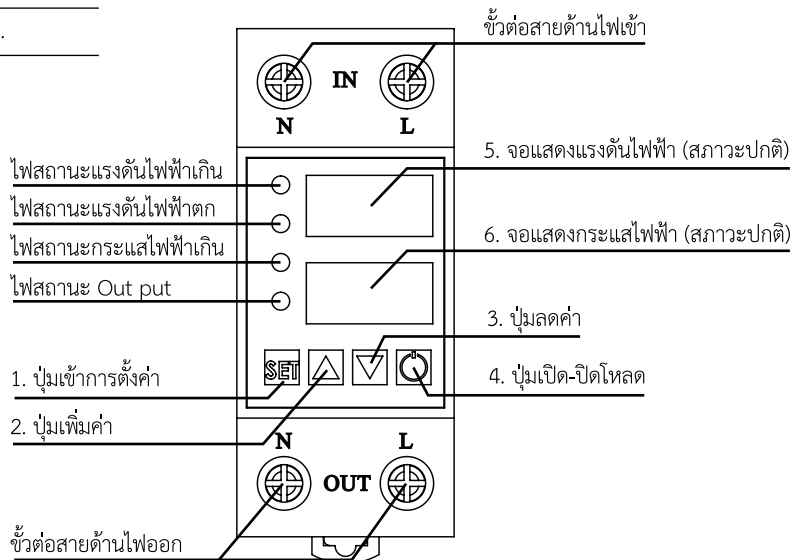 .
ขั้วต่อสายด้านไฟเข้า
IN
N L
ไฟสถานะแรงดันไฟฟ้าเกิน
5. จอแสดงแรงดันไฟฟ้า (สภาวะปกติ)
ไฟสถานะแรงดันไฟฟ้าตก
ไฟสถานะกระแสไฟฟ้าเกิน
6. จอแสดงกระแสไฟฟ้า (สภาวะปกติ)
ไฟสถานะ Out put
3. ปุ่มลดค่า
SET
1. ปุ่มเข้าการตั้งค่า
4. ปุ่มเปิด-ปิดโหลด
2. ปุ่มเพิ่มค่า
N L
OUT
ขั้วต่อสายด้านไฟออก